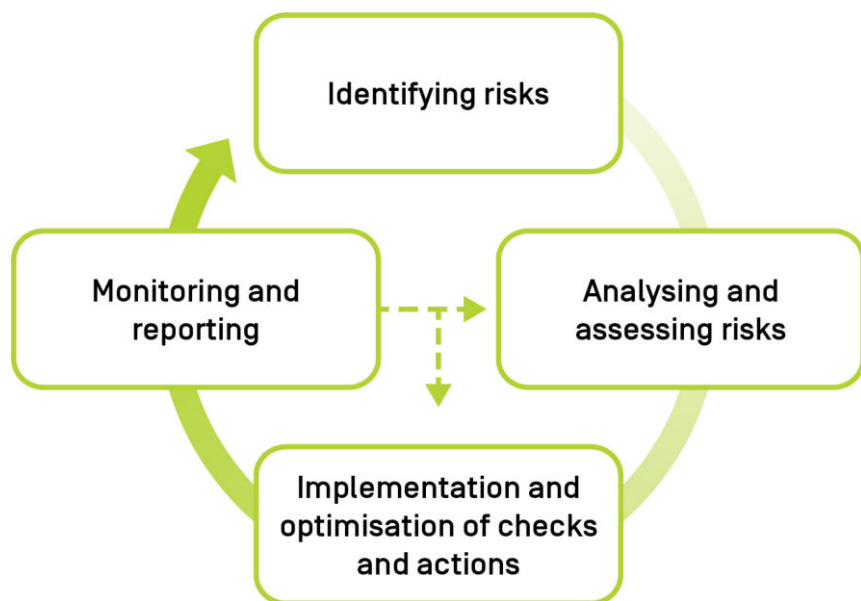 Identifying risks
Monitoring and
reporting
Analysing and
assessing risks
Implementation and
optimisation of checks
and actions